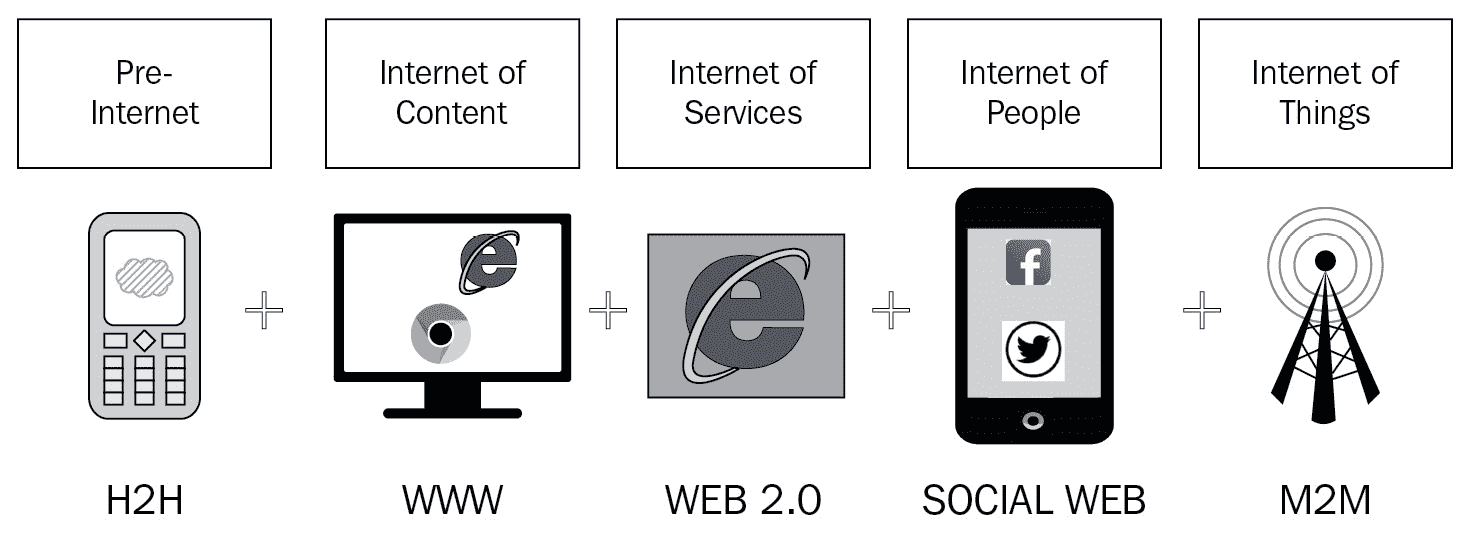 Pre-
Internet
Internet of
Content
Internet of
Services
Internet of
People
Internet of
Things
H2H
WWW
WEB 2.0
SOCIAL WEB
M2M